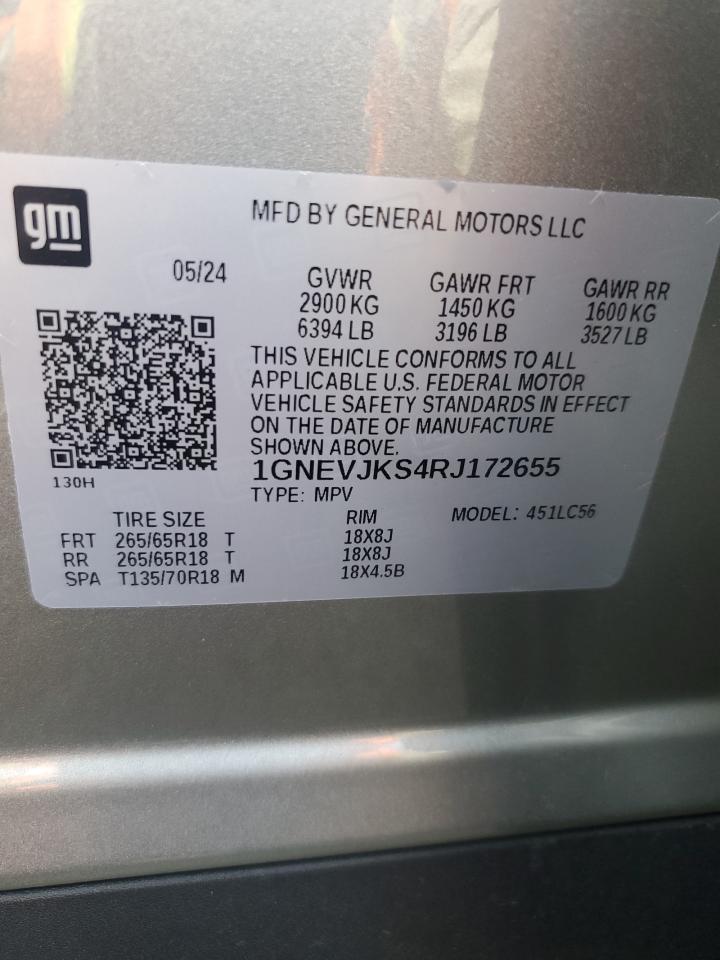 gm
MFD BY GENERAL MOTORS LLC
05/24
GVWR GAWR FRT GAWR RR
2900 KG 1450 KG 1600 KG
6394 LB 3196 LB 3527 LB
THIS VEHICLE CONFORMS TO ALL
APPLICABLE U.S. FEDERAL MOTOR
VEHICLE SAFETY STANDARDS IN EFFECT
ON THE DATE OF MANUFACTURE
SHOWN ABOVE.
1GNEVJKS4RJ172655
130H
TYPE: MPV
TIRE SIZE RIM MODEL: 451LC56
FRT 265/65R18 T 18X8J
RR 265/65R18 T 18X8J
SPA T135/70R18 M 18X4.5B